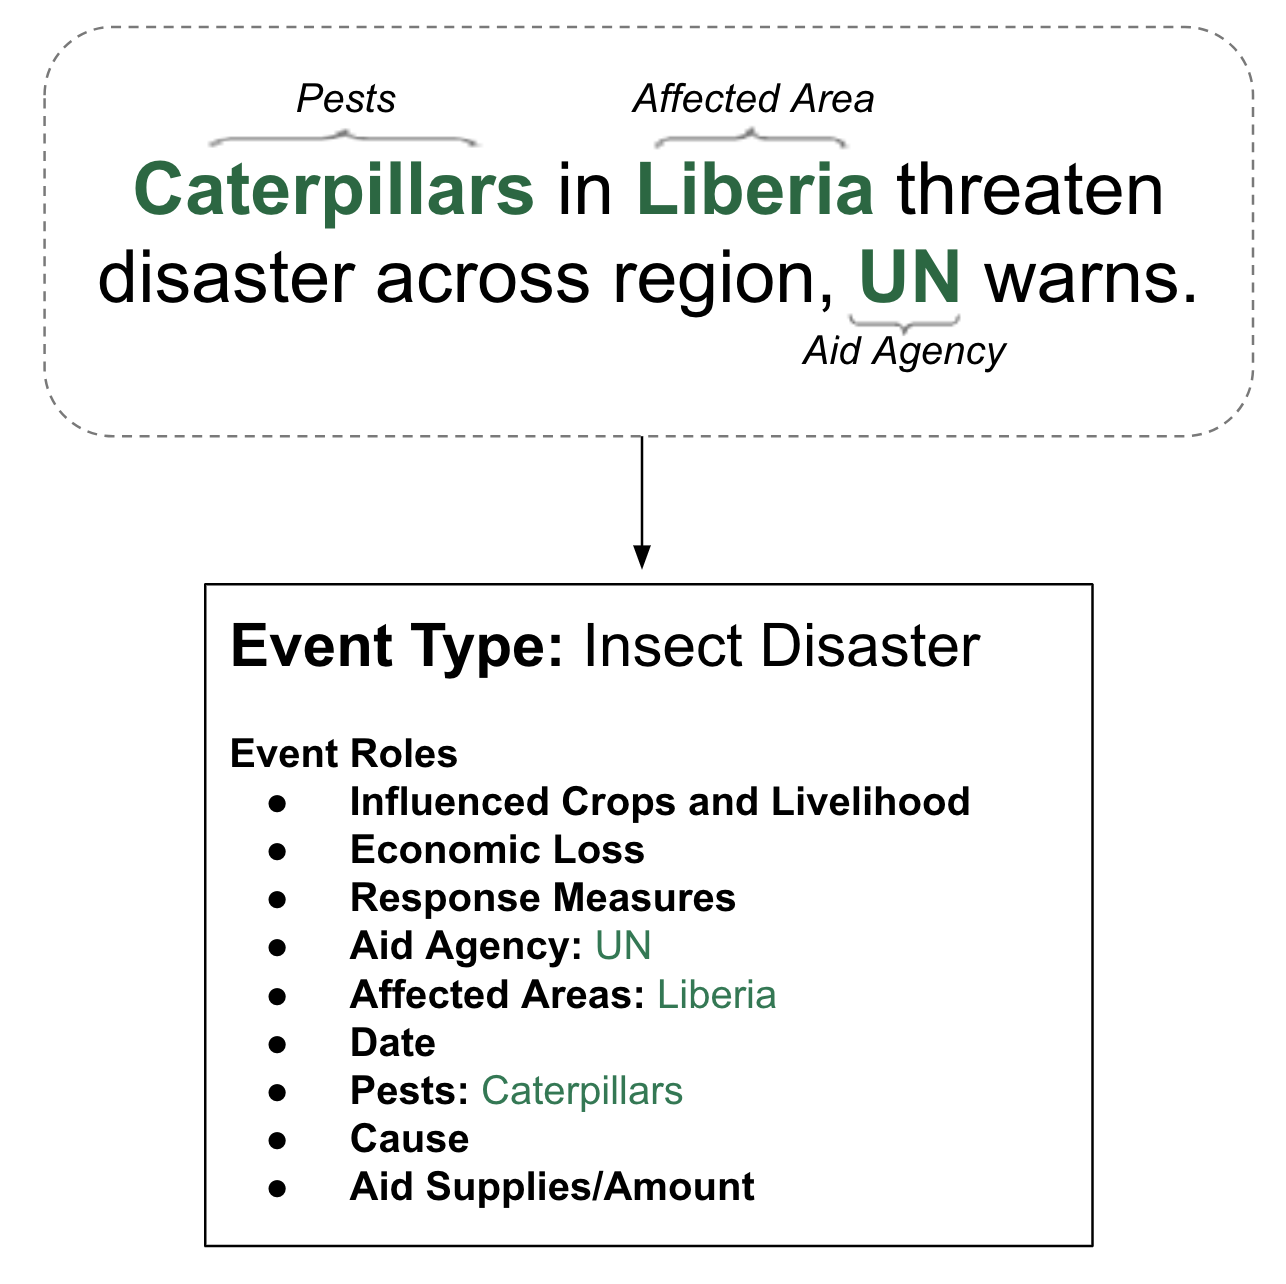 Pests Affected Area
Caterpillars in Liberia threaten
disaster across region, UN warns.
Aid Agency
Event Type: Insect Disaster
Event Roles
● Influenced Crops and Livelihood
● Economic Loss
● Response Measures
● Aid Agency: UN
● Affected Areas: Liberia
● Date
● Pests: Caterpillars
● Cause
● Aid Supplies/Amount